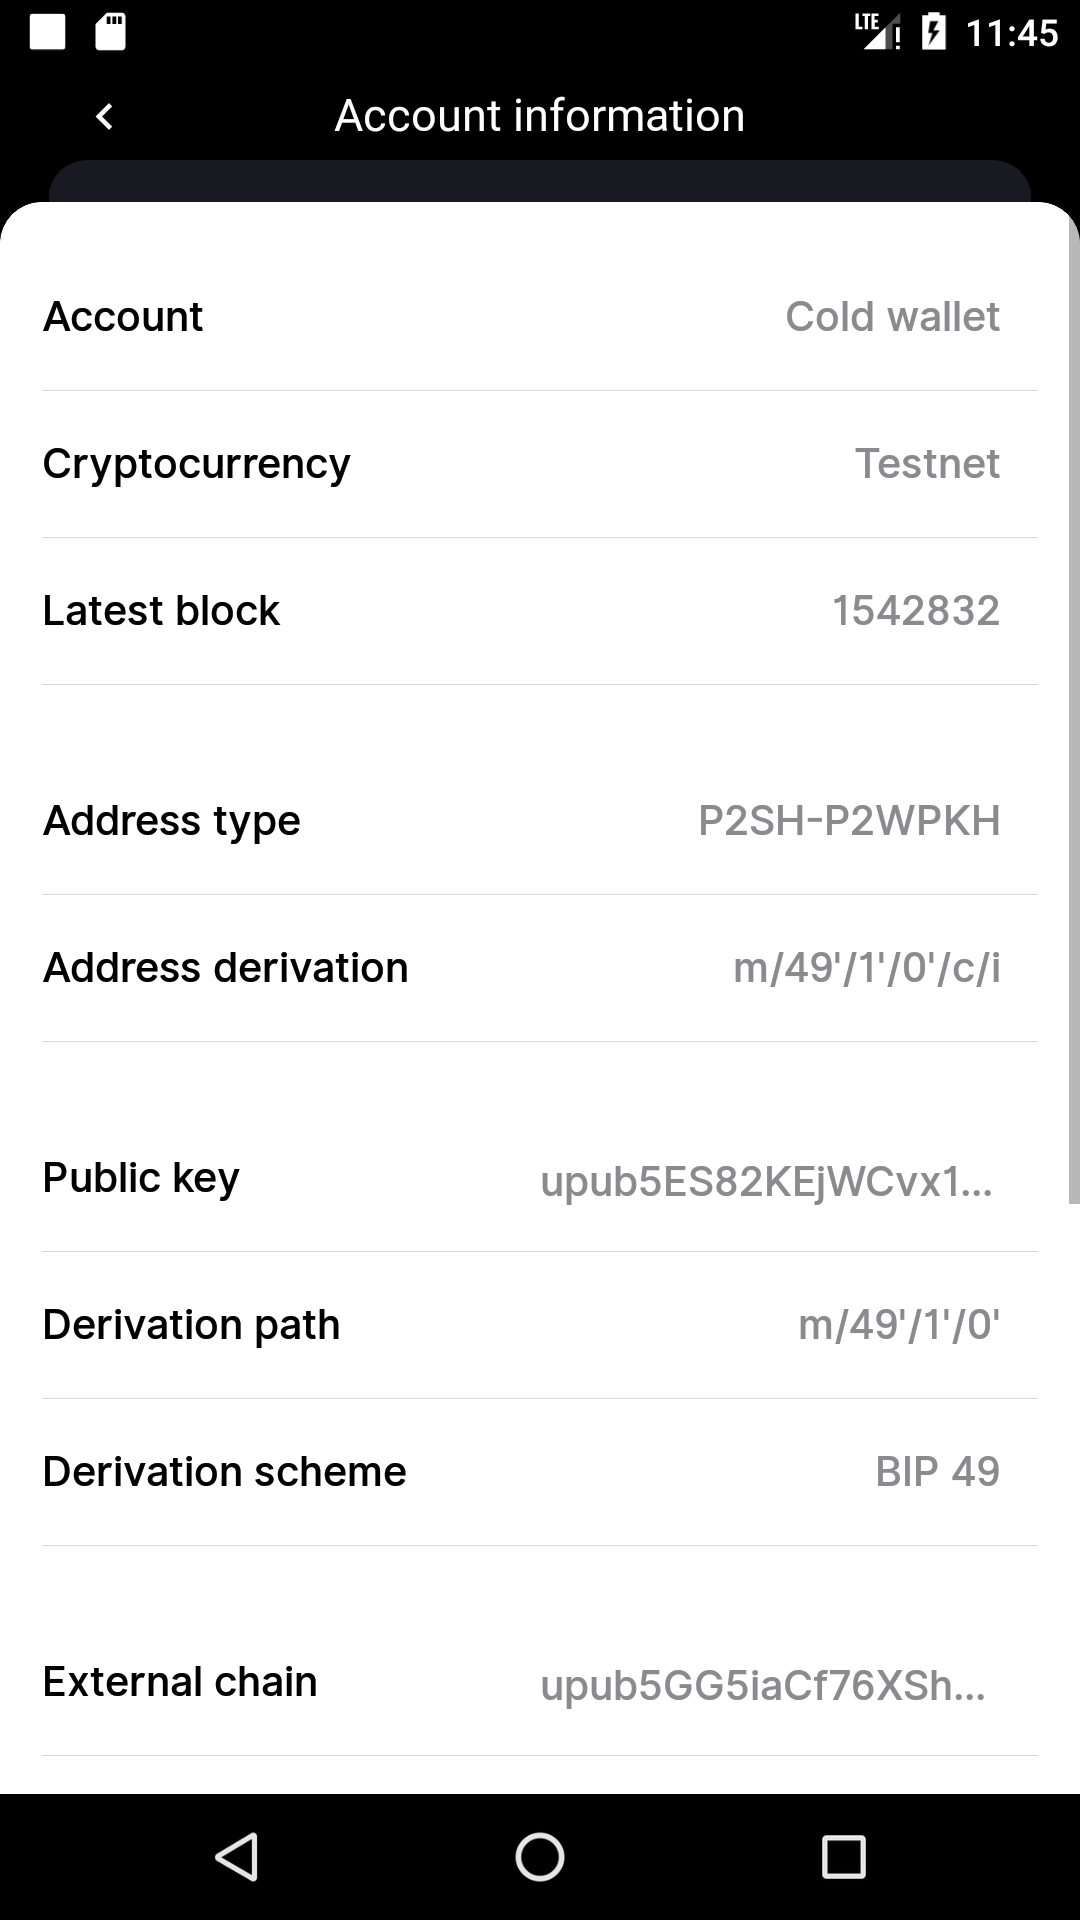 LTE 11:45
Account information
Account Cold wallet
Cryptocurrency Testnet
Latest block 1542832
Address type P2SH-P2WPKH
Address derivation m/49'/1'/0'/c/i
Public key upub5ES82KEjWCvx1...
Derivation path m/49'/1'/0'
Derivation scheme BIP 49
External chain upub5GG5iaCf76XSh...